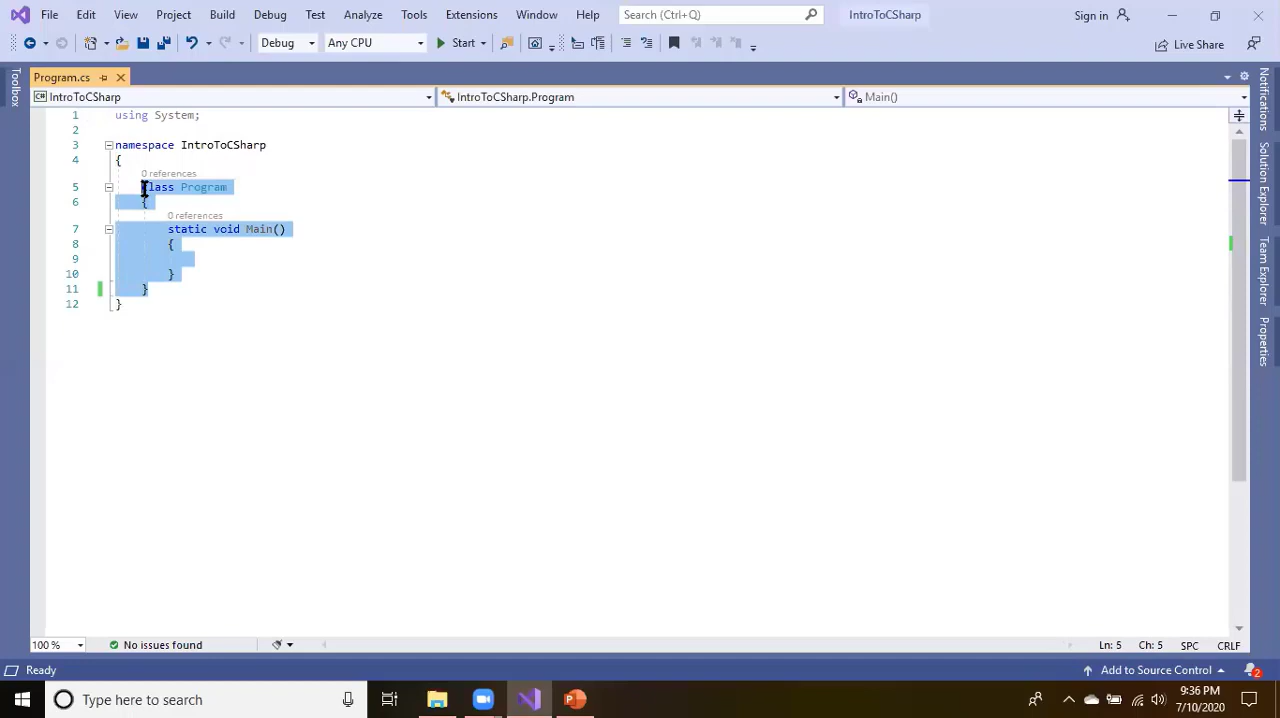 File Edit View Project Build Debug Test Analyze Tools Extensions Window Help Search (Ctrl+Q) IntroToCSharp Sign in
Debug Any CPU Start Live Share
Program.cs
IntroToCSharp IntroToCSharp.Program Main()
Toolbox
Notifications
Solution Explorer
Team Explorer
Properties
1 using System;
2
3 namespace IntroToCSharp
4 {
0 references
5 class Program
6 {
0 references
7 static void Main()
8 {
9
10 }
11 }
12 }
100 % No issues found Ln: 5 Ch: 5 SPC CRLF
Ready Add to Source Control 2
Type here to search 9:36 PM
7/10/2020